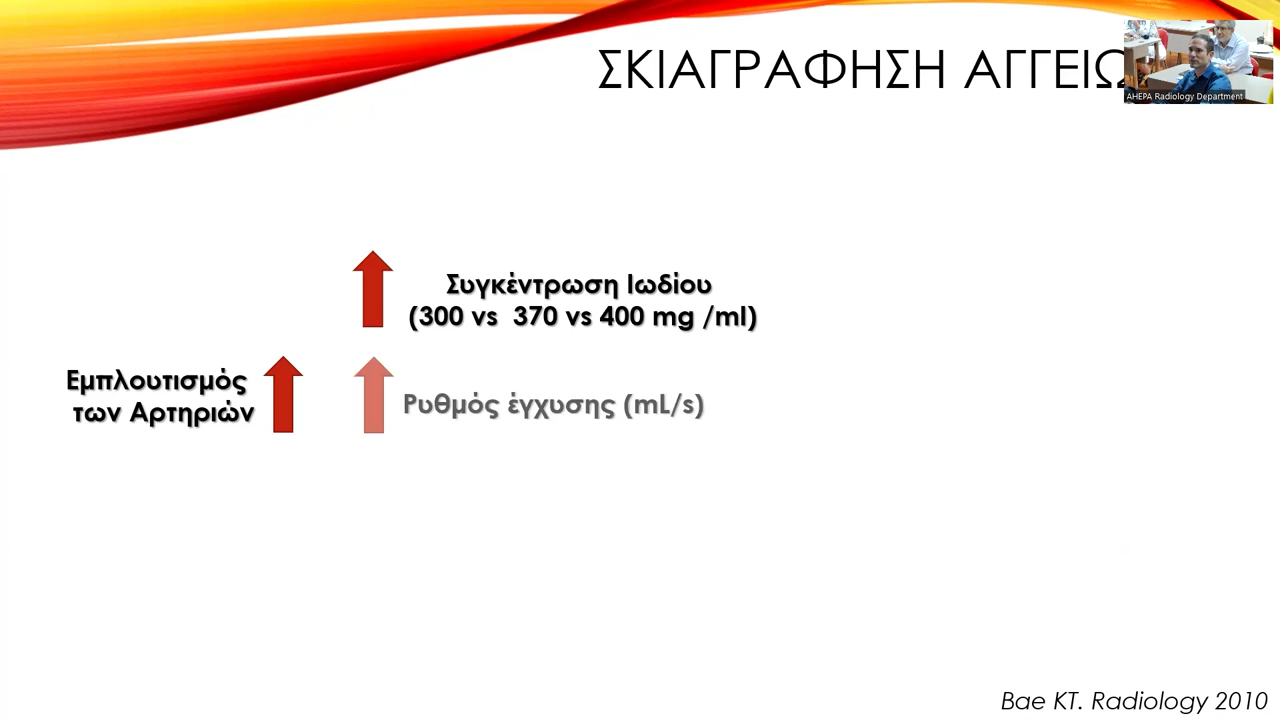 ΣΚΙΑΓΡΑΦΗΣΗ
AHEPA Radiology Department
Συγκέντρωση Ιωδίου
(300 vs 370 vs 400 mg /ml)
Εμπλουτισμός
των Αρτηριών
Ρυθμός έγχυσης (mL/s)
Bae KT. Radiology 2010